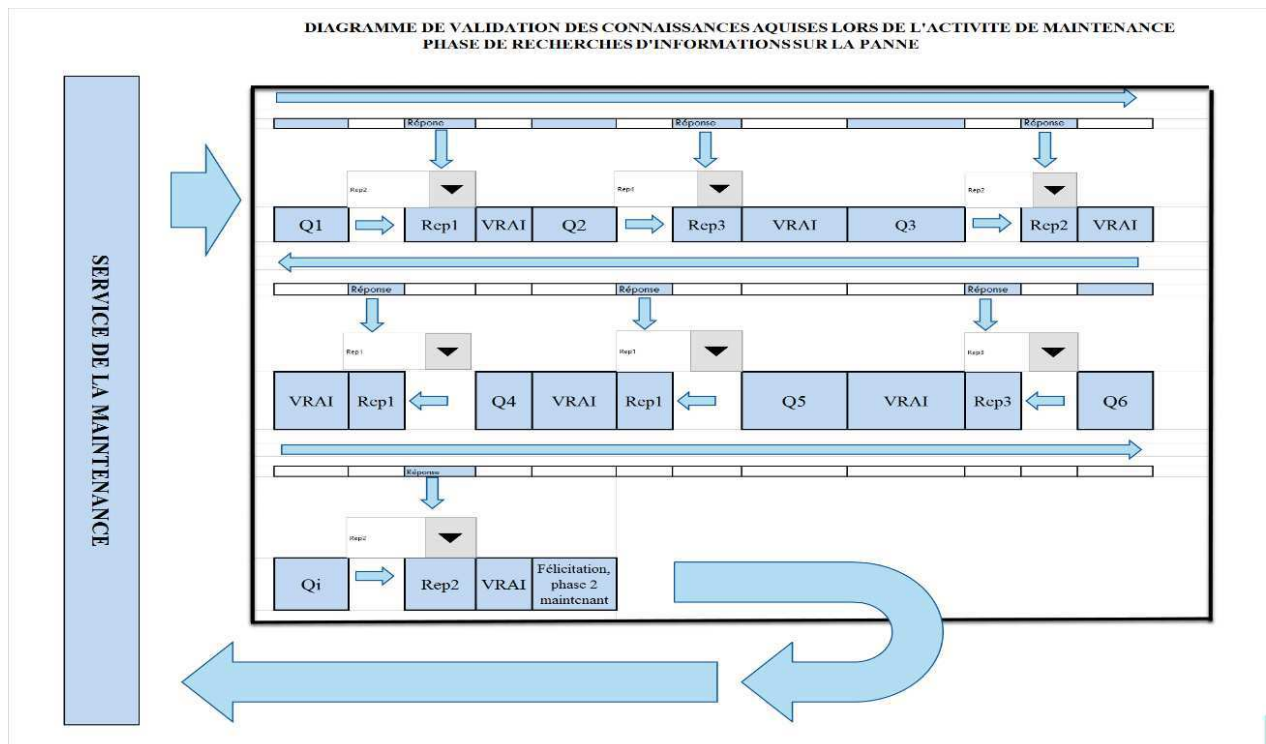 DIAGRAMME DE VALIDATION DES CONNAISSANCES AQUISES LORS DE L'ACTIVITE DE MAINTENANCE
PHASE DE RECHERCHES D'INFORMATIONS SUR LA PANNE
SERVICE DE LA MAINTENANCE
Répone Réponse Réponse
Rep2 Rep2
Q1 Rep1 VRAI Q2 Rep3 VRAI Q3 Rep2 VRAI
Réponse Réponse Réponse
Rep1 Rep1 Rep3
VRAI Rep1 Q4 VRAI Rep1 Q5 VRAI Rep3 Q6
Réponse
Rep2
Qi Rep2 VRAI Félicitation,
phase 2
maintenant